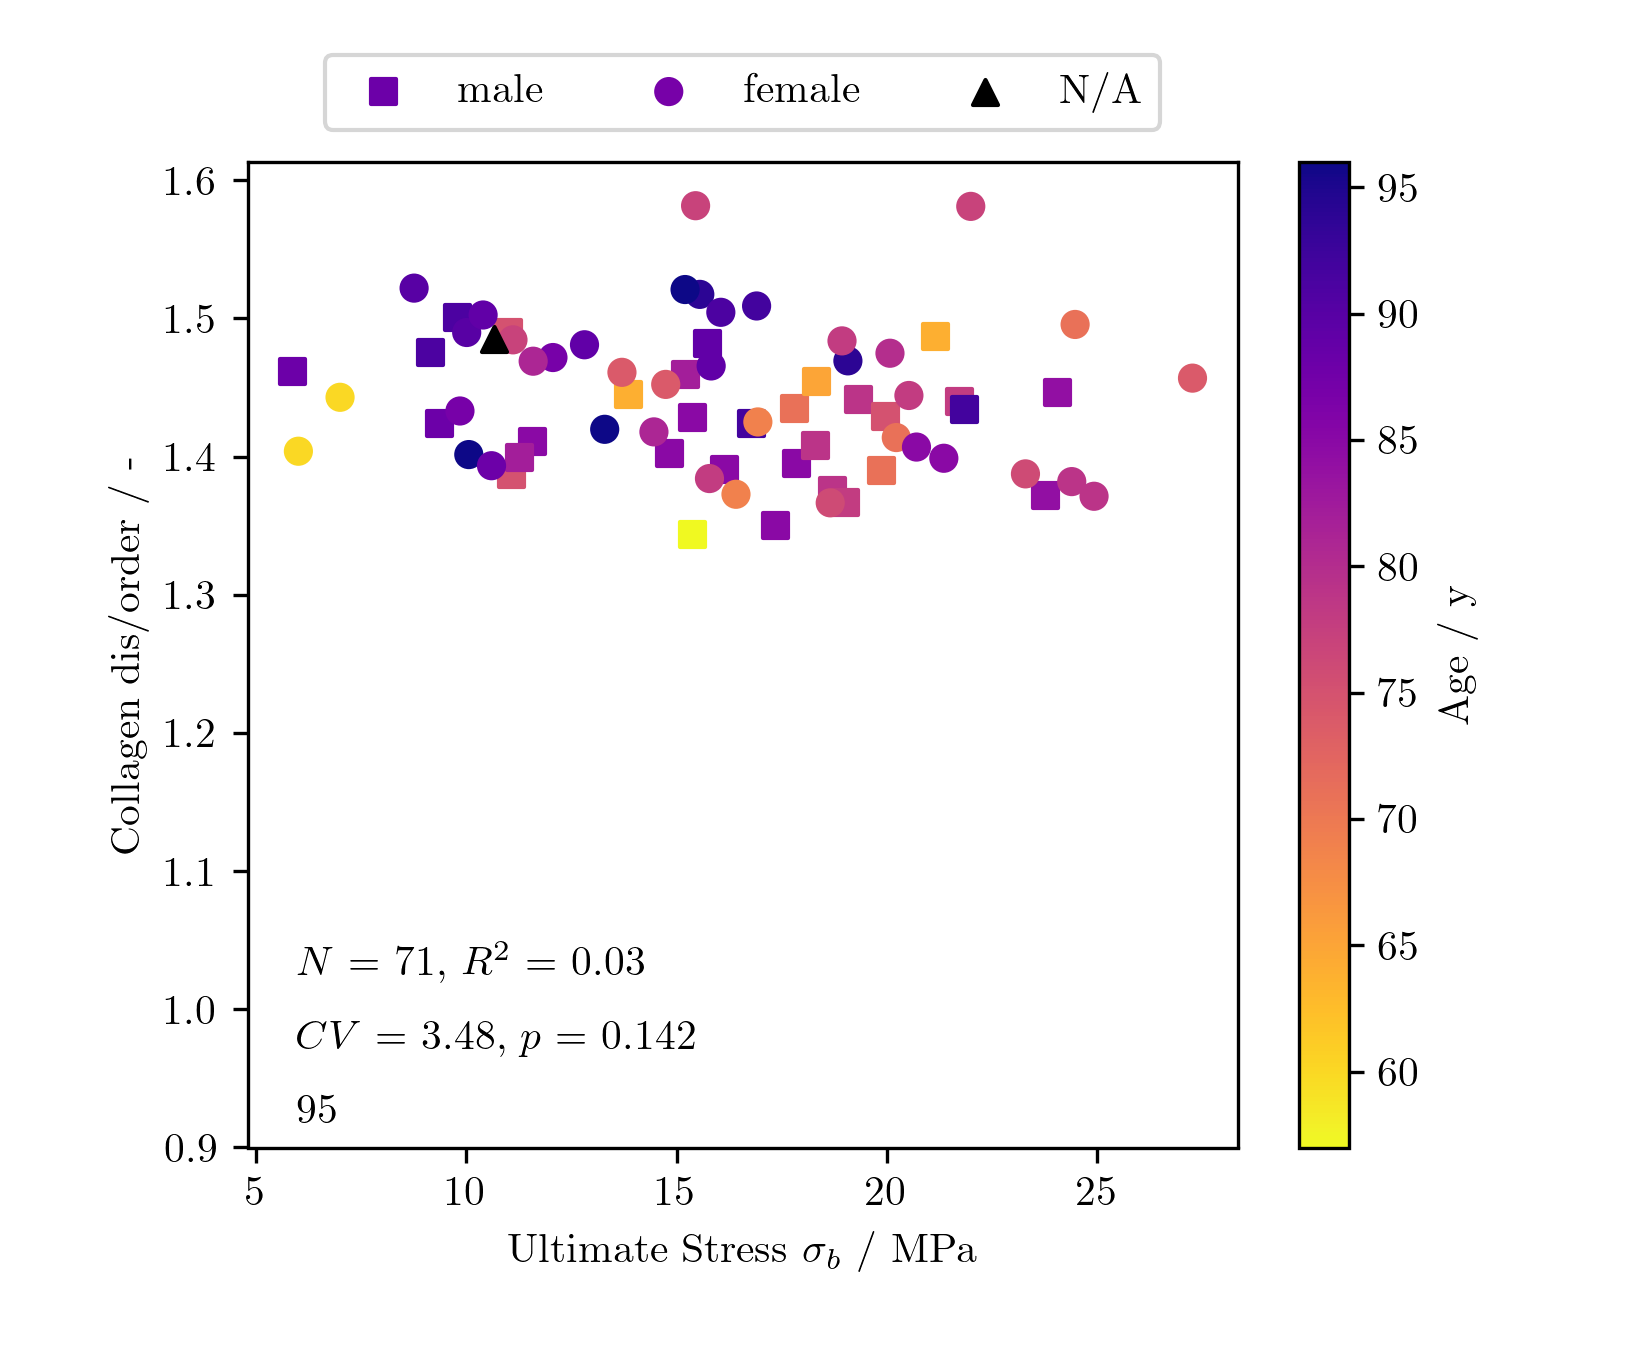 male female N/A
1.6
1.5
1.4
1.3
1.2
1.1
1.0
0.9
Collagen dis/order / -
N = 71, R² = 0.03
CV = 3.48, p = 0.142
95
5 10 15 20 25
Ultimate Stress σ_b / MPa
95
90
85
80
75
70
65
60
Age / y